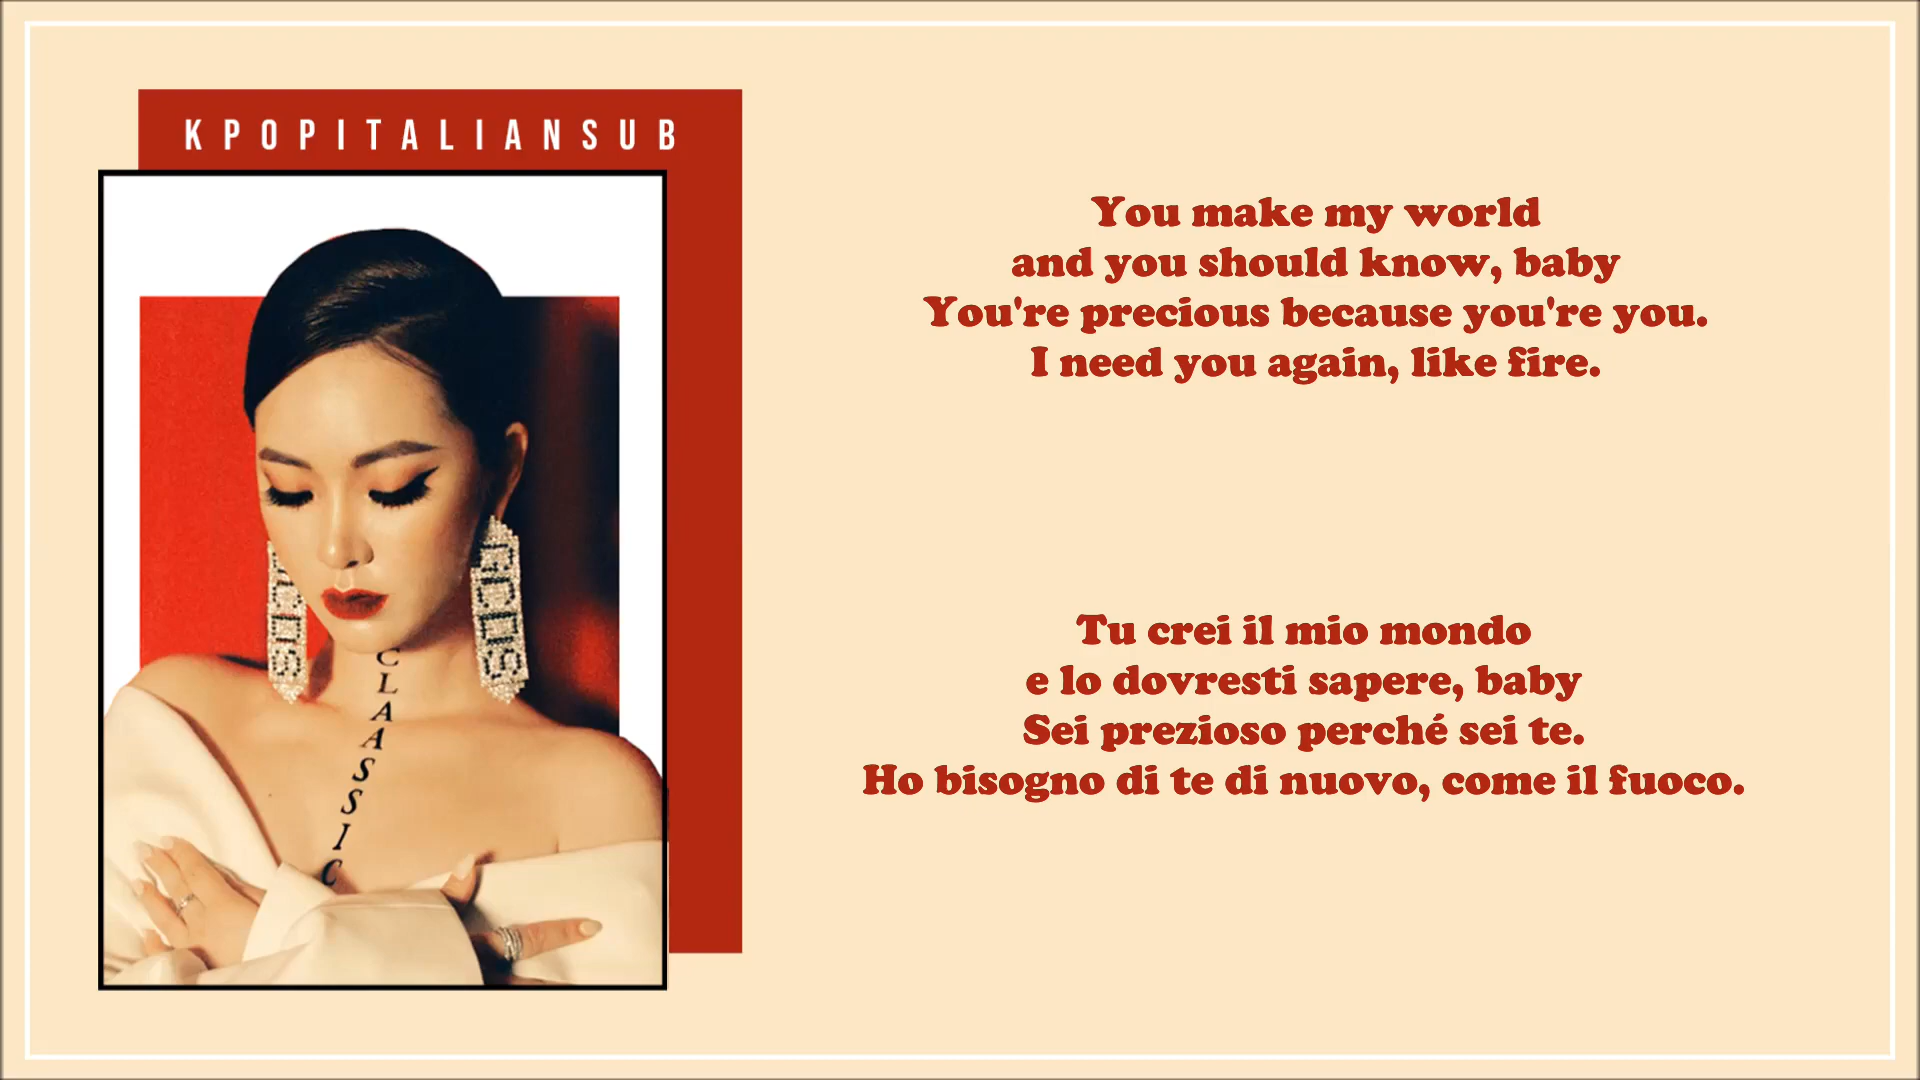 KPOPITALIANSUB
You make my world
and you should know, baby
You're precious because you're you.
I need you again, like fire.
CLAASSIC
Tu crei il mio mondo
e lo dovresti sapere, baby
Sei prezioso perché sei te.
Ho bisogno di te di nuovo, come il fuoco.